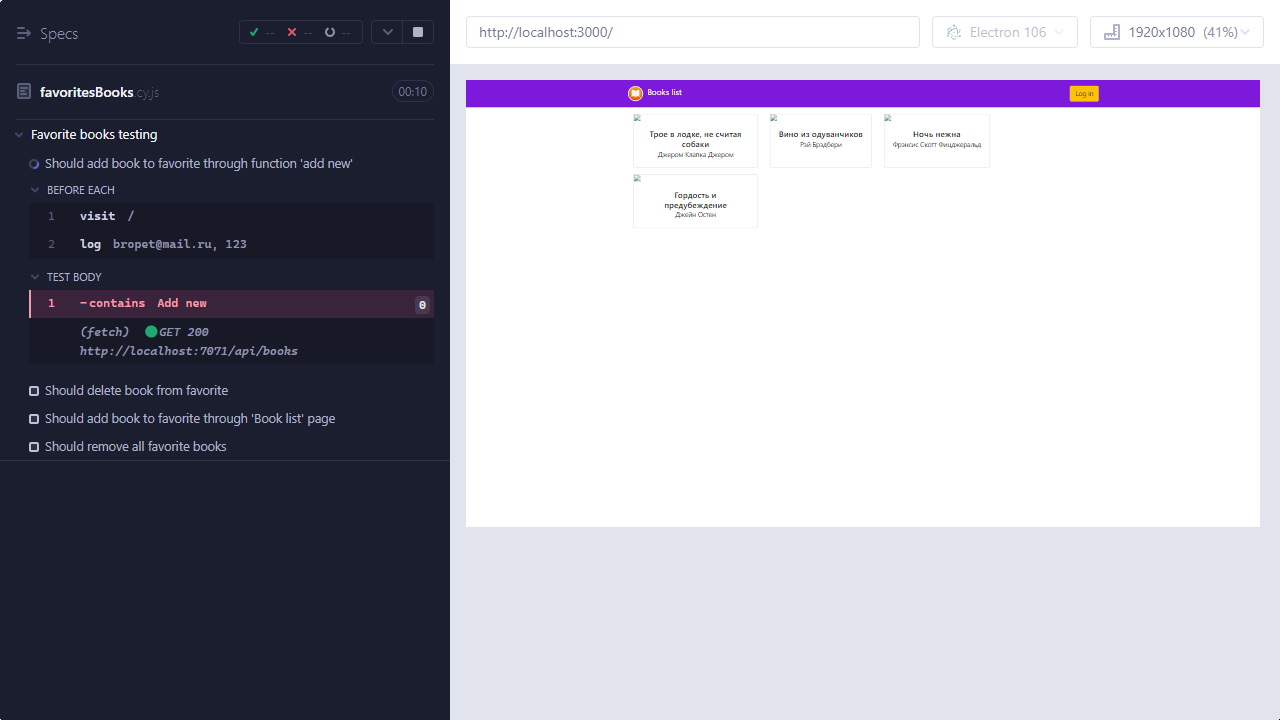 Specs
-- -- --
favoritesBooks.cy.js 00:10
Favorite books testing
Should add book to favorite through function 'add new'
BEFORE EACH
1 visit /
2 log bropet@mail.ru, 123
TEST BODY
1 -contains Add new 0
(fetch) GET 200
http://localhost:7071/api/books
Should delete book from favorite
Should add book to favorite through 'Book list' page
Should remove all favorite books
http://localhost:3000/
Electron 106
1920x1080 (41%)
Books list
Log in
Трое в лодке, не считая
собаки
Джером Клапка Джером
Вино из одуванчиков
Рэй Брэдбери
Ночь нежна
Фрэнсис Скотт Фицджеральд
Гордость и
предубеждение
Джейн Остен